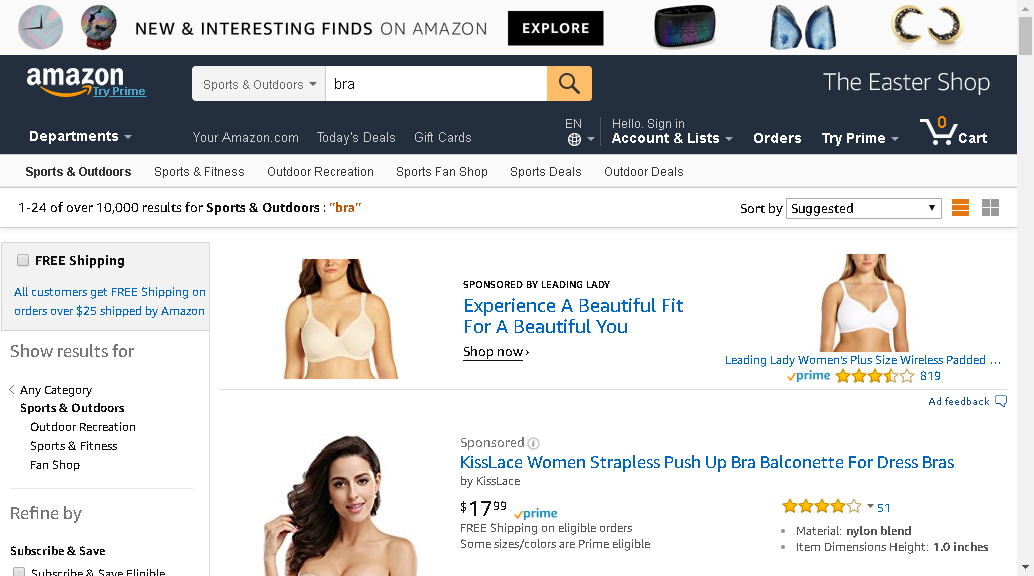 NEW & INTERESTING FINDS ON AMAZON EXPLORE
amazon
Try Prime
Sports & Outdoors bra
The Easter Shop
Departments
Your Amazon.com Today's Deals Gift Cards
EN
Hello. Sign in
Account & Lists Orders Try Prime 0 Cart
Sports & Outdoors Sports & Fitness Outdoor Recreation Sports Fan Shop Sports Deals Outdoor Deals
1-24 of over 10,000 results for Sports & Outdoors : "bra"
Sort by Suggested
FREE Shipping
All customers get FREE Shipping on
orders over $25 shipped by Amazon
Show results for
Any Category
Sports & Outdoors
Outdoor Recreation
Sports & Fitness
Fan Shop
Refine by
Subscribe & Save
Subscribe & Save Eligible
SPONSORED BY LEADING LADY
Experience A Beautiful Fit
For A Beautiful You
Shop now ›
Leading Lady Women's Plus Size Wireless Padded ...
prime 819
Ad feedback
Sponsored
KissLace Women Strapless Push Up Bra Balconette For Dress Bras
by KissLace
$17 99 prime
FREE Shipping on eligible orders
Some sizes/colors are Prime eligible
51
• Material: nylon blend
• Item Dimensions Height: 1.0 inches